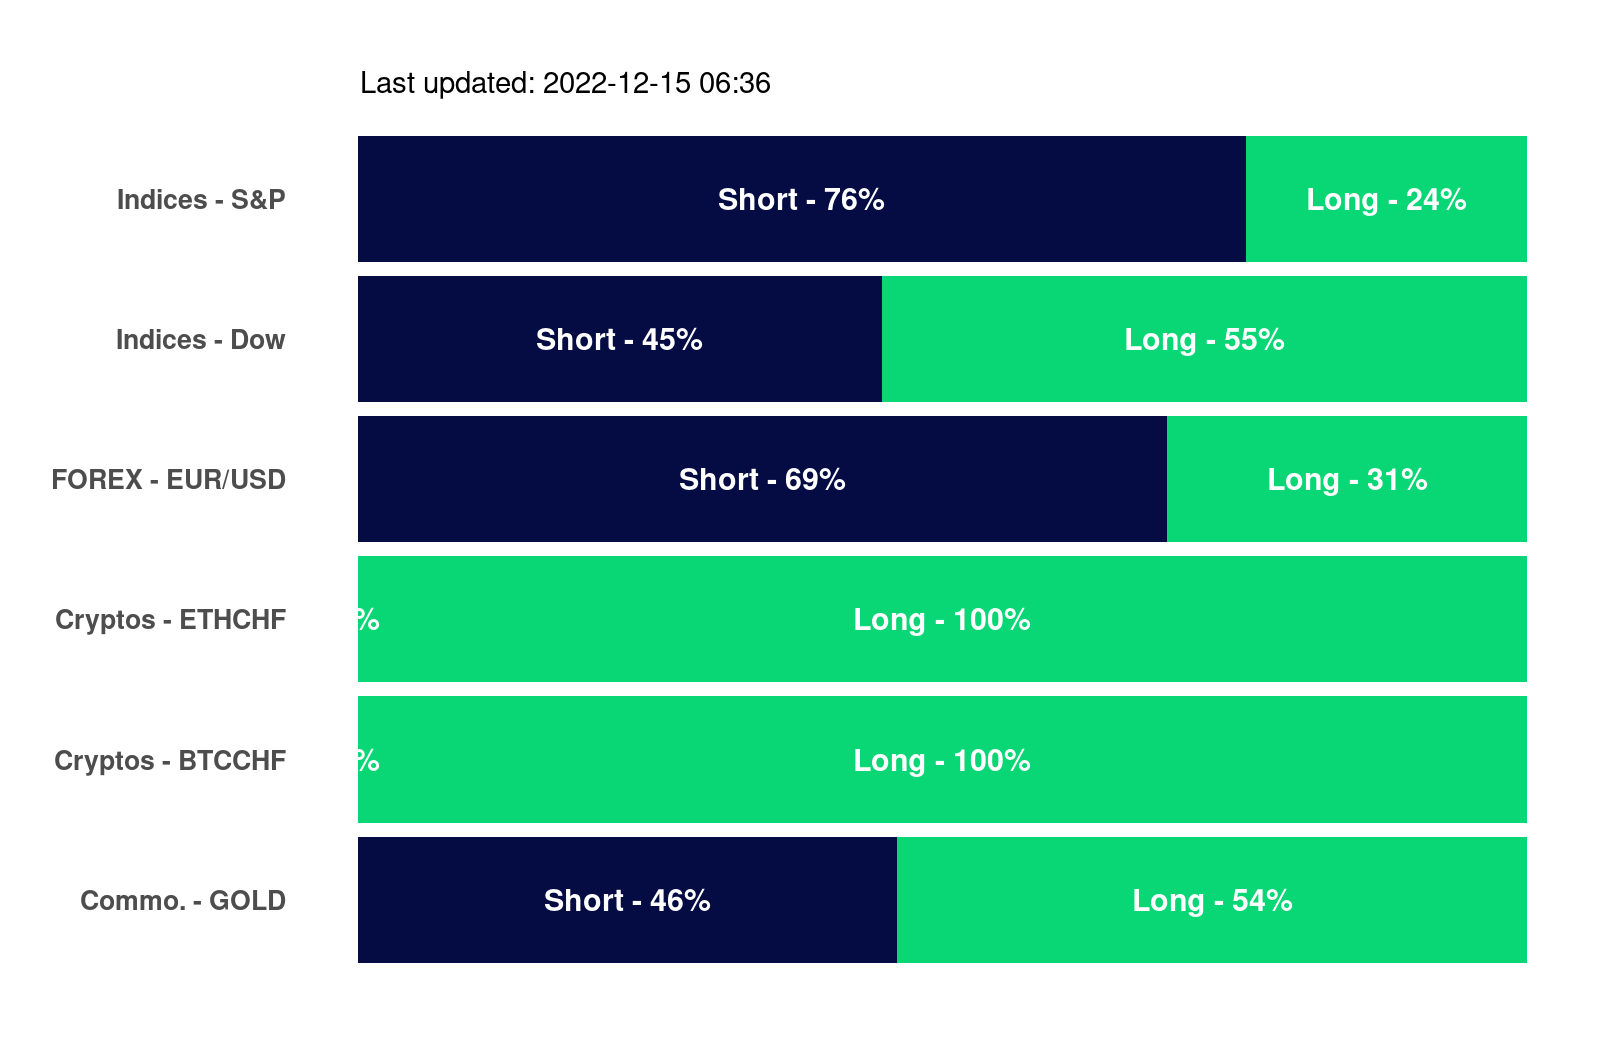 Last updated: 2022-12-15 06:36
Indices - S&P Short - 76% Long - 24%
Indices - Dow Short - 45% Long - 55%
FOREX - EUR/USD Short - 69% Long - 31%
Cryptos - ETHCHF % Long - 100%
Cryptos - BTCCHF % Long - 100%
Commo. - GOLD Short - 46% Long - 54%